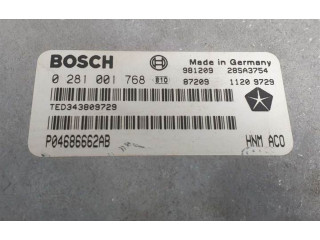 BOSCH Made in Germany
981209 28SA3754
0 281 001 768 87209 1120 9729
TED343809729
P04686662AB HNM ACO